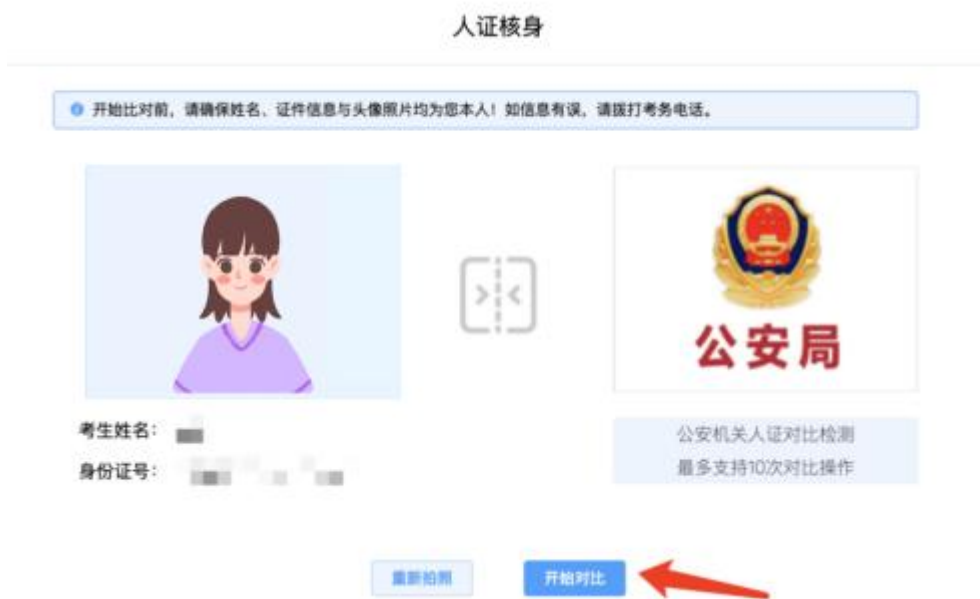 人证核身
开始比对前，请确保姓名、证件信息与头像照片均为您本人！如信息有误，请拨打考务电话。
公安局
考生姓名：
身份证号：
公安机关人证对比检测
最多支持10次对比操作
重新拍照
开始对比